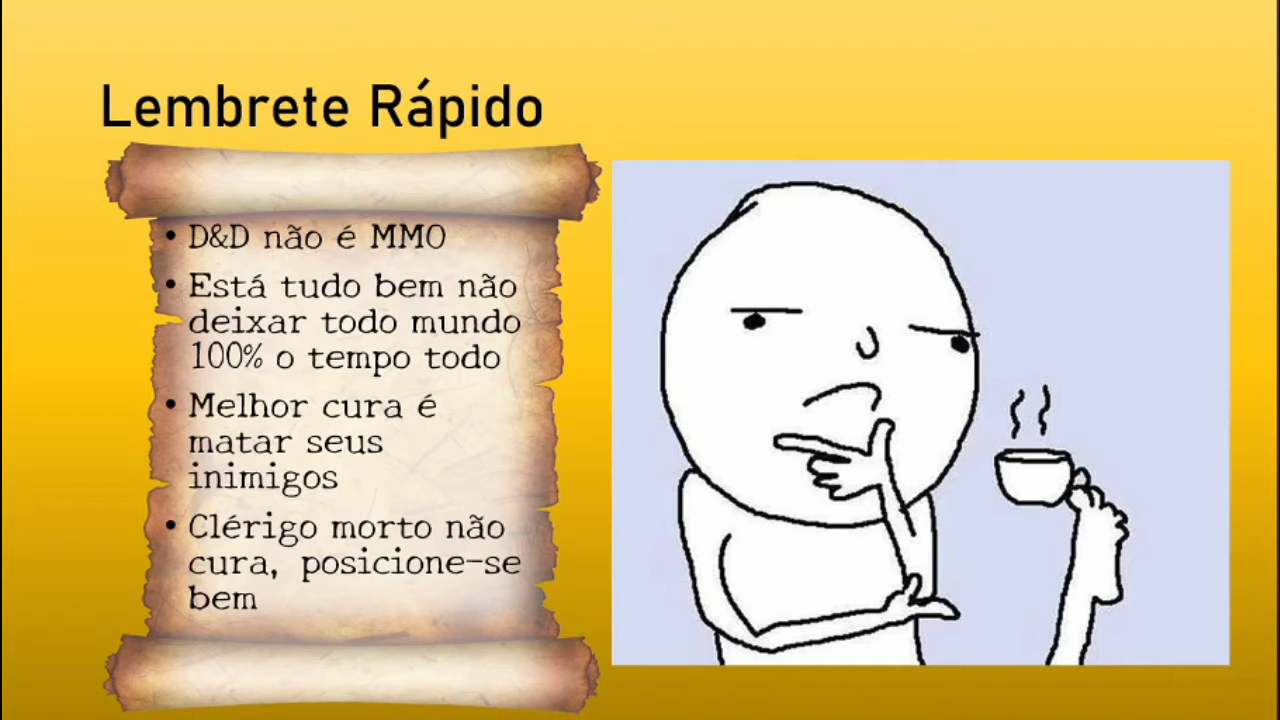 Lembrete Rápido
• D&D não é MMO
• Está tudo bem não
deixar todo mundo
100% o tempo todo
• Melhor cura é
matar seus
inimigos
• Clérigo morto não
cura, posicione-se
bem